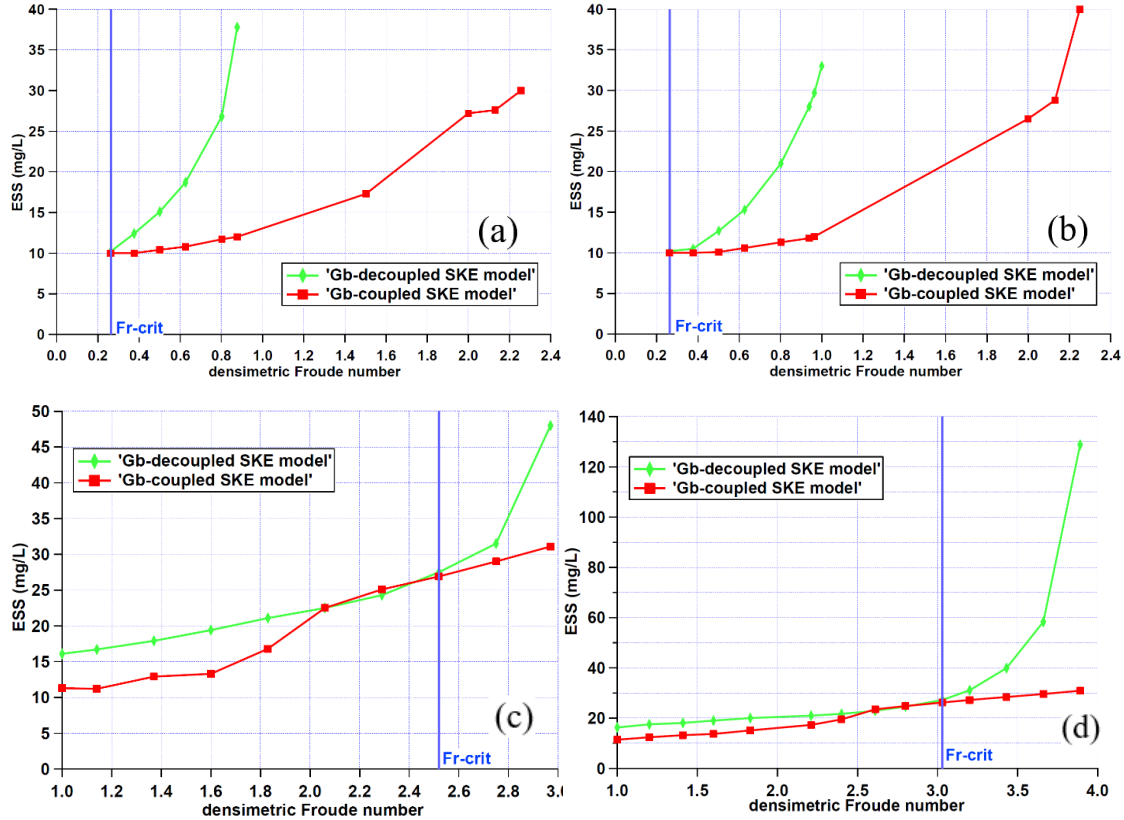 40
35
30
25
20
15
10
5
0
ESS (mg/L)
(a)
'Gb-decoupled SKE model'
'Gb-coupled SKE model'
Fr-crit
0.0 0.2 0.4 0.6 0.8 1.0 1.2 1.4 1.6 1.8 2.0 2.2 2.4
densimetric Froude number
40
35
30
25
20
15
10
5
0
ESS (mg/L)
(b)
'Gb-decoupled SKE model'
'Gb-coupled SKE model'
Fr-crit
0.0 0.2 0.4 0.6 0.8 1.0 1.2 1.4 1.6 1.8 2.0 2.2 2.4
densimetric Froude number
50
45
40
35
30
25
20
15
10
5
0
ESS (mg/L)
'Gb-decoupled SKE model'
'Gb-coupled SKE model'
(c)
Fr-crit
1.0 1.2 1.4 1.6 1.8 2.0 2.2 2.4 2.6 2.8 3.0
densimetric Froude number
140
120
100
80
60
40
20
0
ESS (mg/L)
'Gb-decoupled SKE model'
'Gb-coupled SKE model'
(d)
Fr-crit
1.0 1.5 2.0 2.5 3.0 3.5 4.0
densimetric Froude number